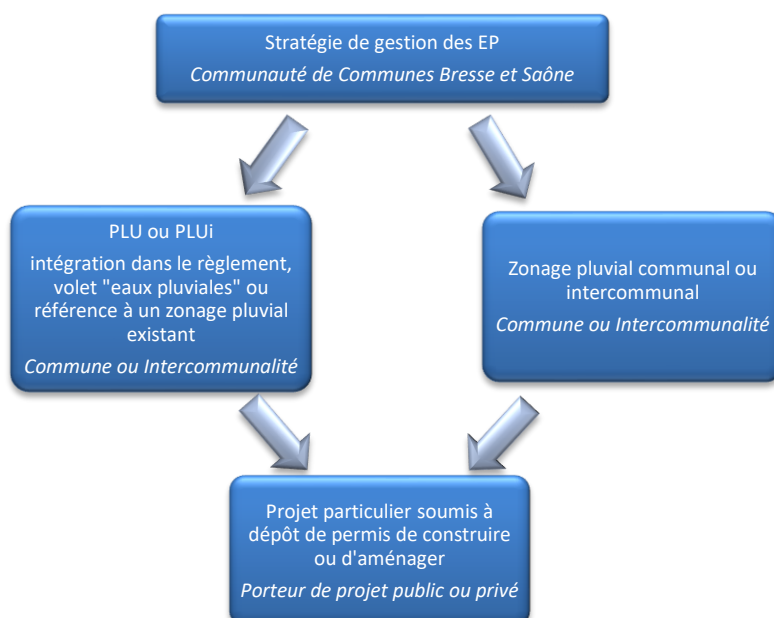 Stratégie de gestion des EP
Communauté de Communes Bresse et Saône
PLU ou PLUi
intégration dans le règlement,
volet "eaux pluviales" ou
référence à un zonage pluvial
existant
Commune ou Intercommunalité
Zonage pluvial communal ou
intercommunal
Commune ou Intercommunalité
Projet particulier soumis à
dépôt de permis de construire
ou d'aménager
Porteur de projet public ou privé